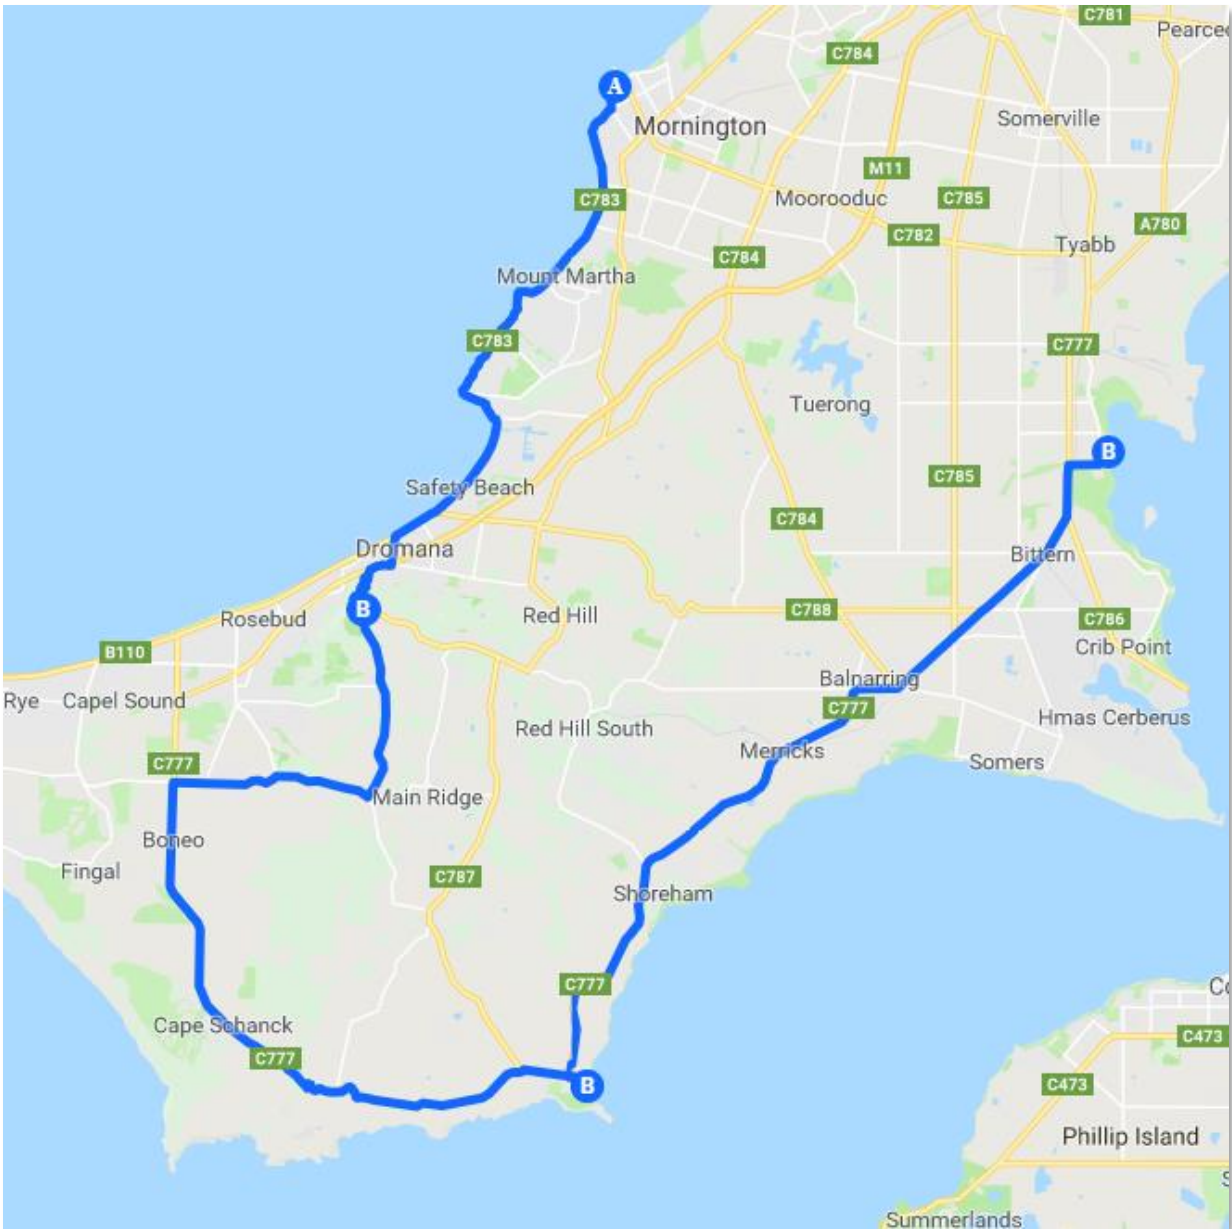 C781
Pearce
C784
A
Somerville
Mornington
M11
C783
Moorooduc
C785
A780
C782
Tyabb
C784
Mount Martha
C783
C777
Tuerong
B
C785
Safety Beach
C784
Dromana
Bittern
B
Red Hill
C788
Rosebud
C786
B110
Crib Point
Balnarring
Rye
Capel Sound
C777
Hmas Cerberus
Red Hill South
Merricks
Somers
C777
Main Ridge
Boneo
Fingal
C787
Shoreham
C777
Co
Cape Schanck
C473
C777
C473
B
Phillip Island
Summerlands